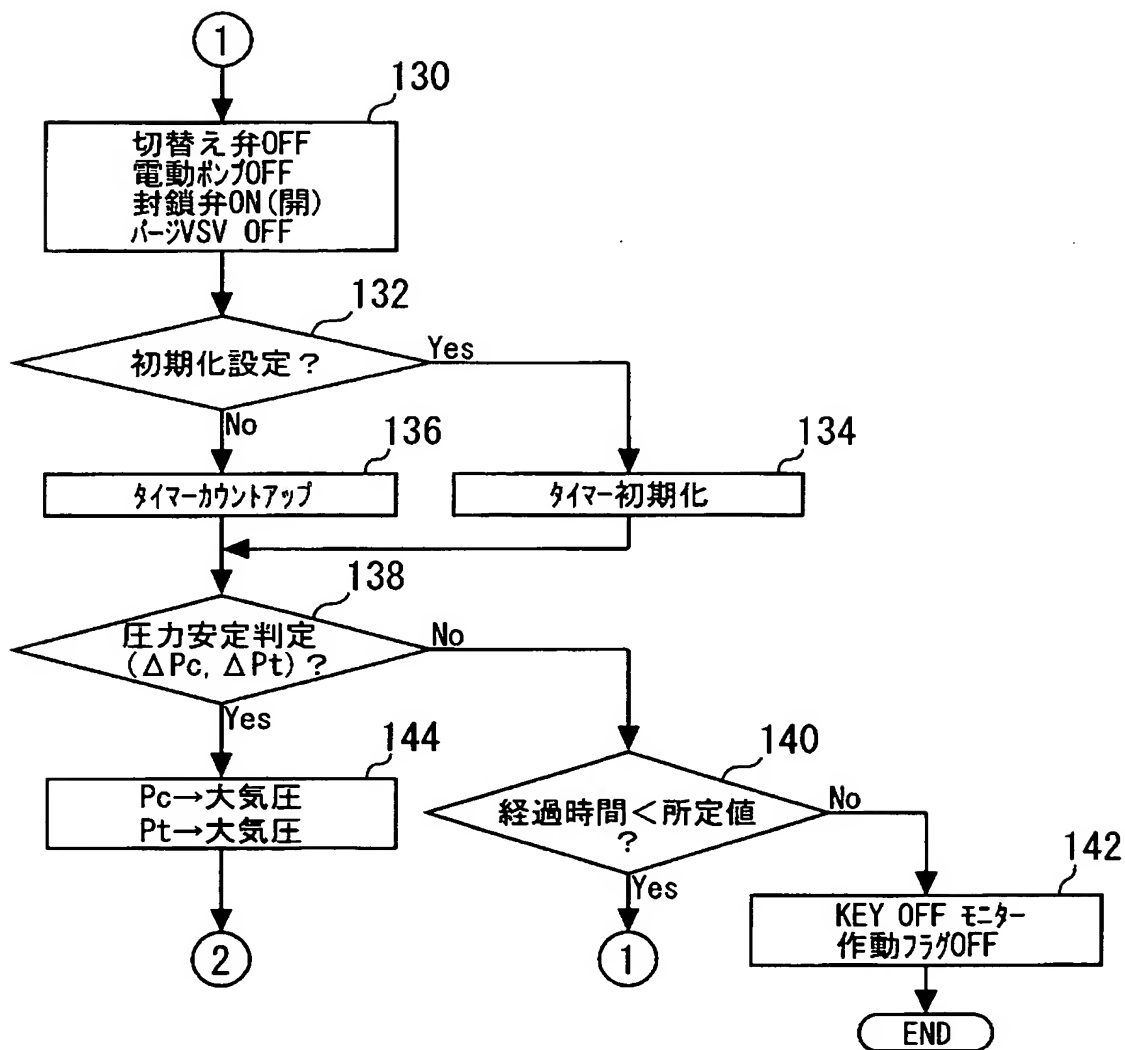 1
130
切替え弁OFF
電動ﾎﾟﾝﾌﾟOFF
封鎖弁ON(開)
ﾊﾟｰｼﾞVSV OFF
132
初期化設定？
Yes
No
136
ﾀｲﾏｰｶｳﾝﾄｱｯﾌﾟ
134
ﾀｲﾏｰ初期化
138
圧力安定判定
(ΔPc, ΔPt)？
No
Yes
144
Pc→大気圧
Pt→大気圧
2
140
経過時間＜所定値
？
No
Yes
1
142
KEY OFF ﾓﾆﾀｰ
作動ﾌﾗｸﾞOFF
END